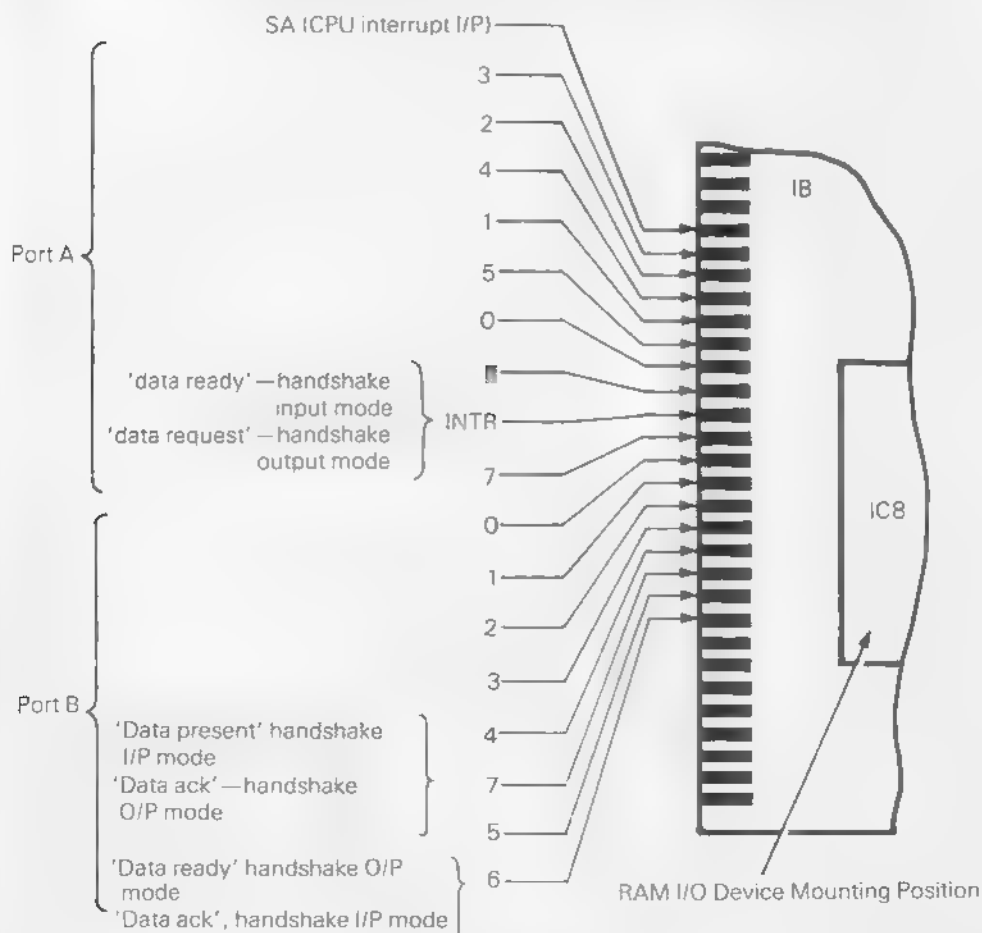 SA (CPU interrupt I/P)
3
2
4
1
5
0
INTR
7
0
1
2
3
4
7
5
6
Port A
'data ready' —handshake
input mode
'data request' —handshake
output mode
Port B
'Data present' handshake
I/P mode
'Data ack' —handshake
O/P mode
'Data ready' handshake O/P
mode
'Data ack', handshake I/P mode
IB
IC8
RAM I/O Device Mounting Position